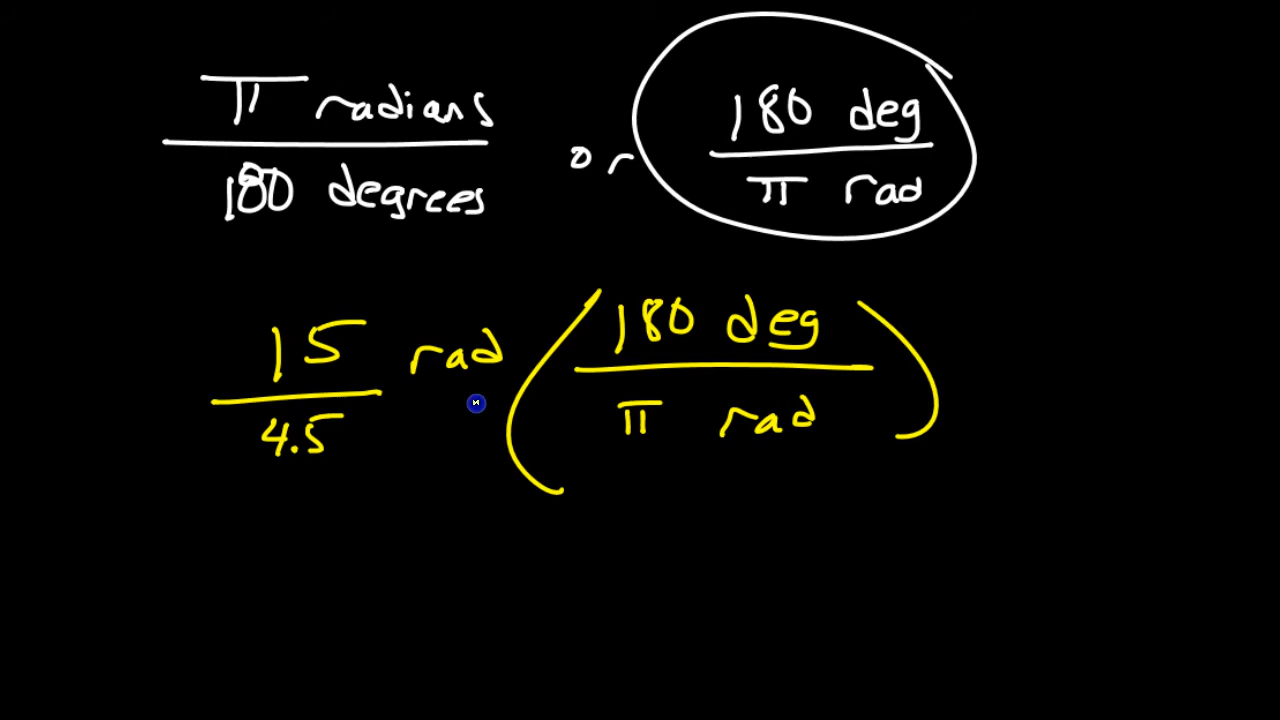 π radians
180 degrees
or
180 deg
π rad
15
4.5
rad
( 180 deg
π rad )